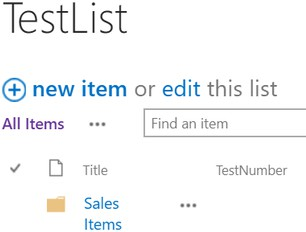 TestList
new item or edit this list
All Items ••• Find an item
Title TestNumber
Sales •••
Items